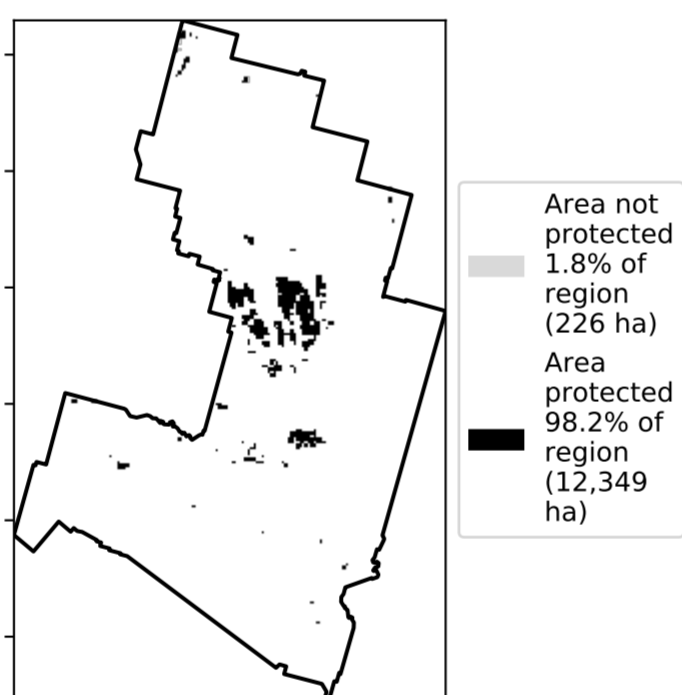 Area not
protected
1.8% of
region
(226 ha)
Area
protected
98.2% of
region
(12,349
ha)